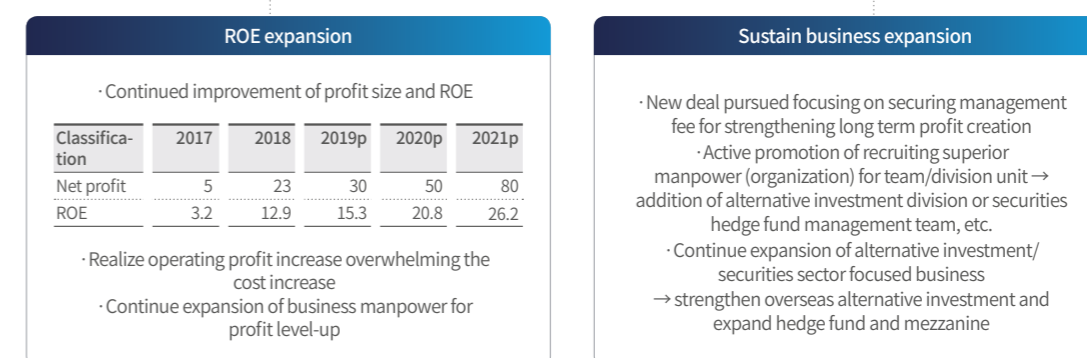 ROE expansion
· Continued improvement of profit size and ROE
Classifica- 2017 2018 2019p 2020p 2021p
tion
Net profit 5 23 30 50 80
ROE 3.2 12.9 15.3 20.8 26.2
· Realize operating profit increase overwhelming the
cost increase
· Continue expansion of business manpower for
profit level-up
Sustain business expansion
· New deal pursued focusing on securing management
fee for strengthening long term profit creation
· Active promotion of recruiting superior
manpower (organization) for team/division unit →
addition of alternative investment division or securities
hedge fund management team, etc.
· Continue expansion of alternative investment/
securities sector focused business
→ strengthen overseas alternative investment and
expand hedge fund and mezzanine